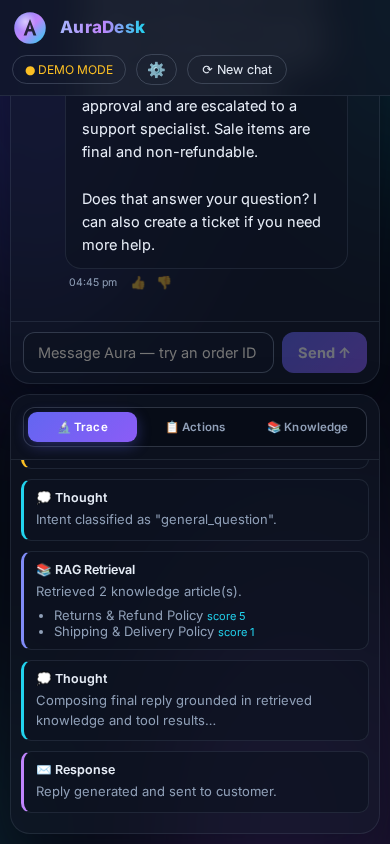 AuraDesk
DEMO MODE
⟳ New chat
approval and are escalated to a
support specialist. Sale items are
final and non-refundable.
Does that answer your question? I
can also create a ticket if you need
more help.
04:45 pm
Message Aura — try an order ID
Send ↑
Trace
Actions
Knowledge
Thought
Intent classified as "general_question".
RAG Retrieval
Retrieved 2 knowledge article(s).
• Returns & Refund Policy score 5
• Shipping & Delivery Policy score 1
Thought
Composing final reply grounded in retrieved
knowledge and tool results...
Response
Reply generated and sent to customer.